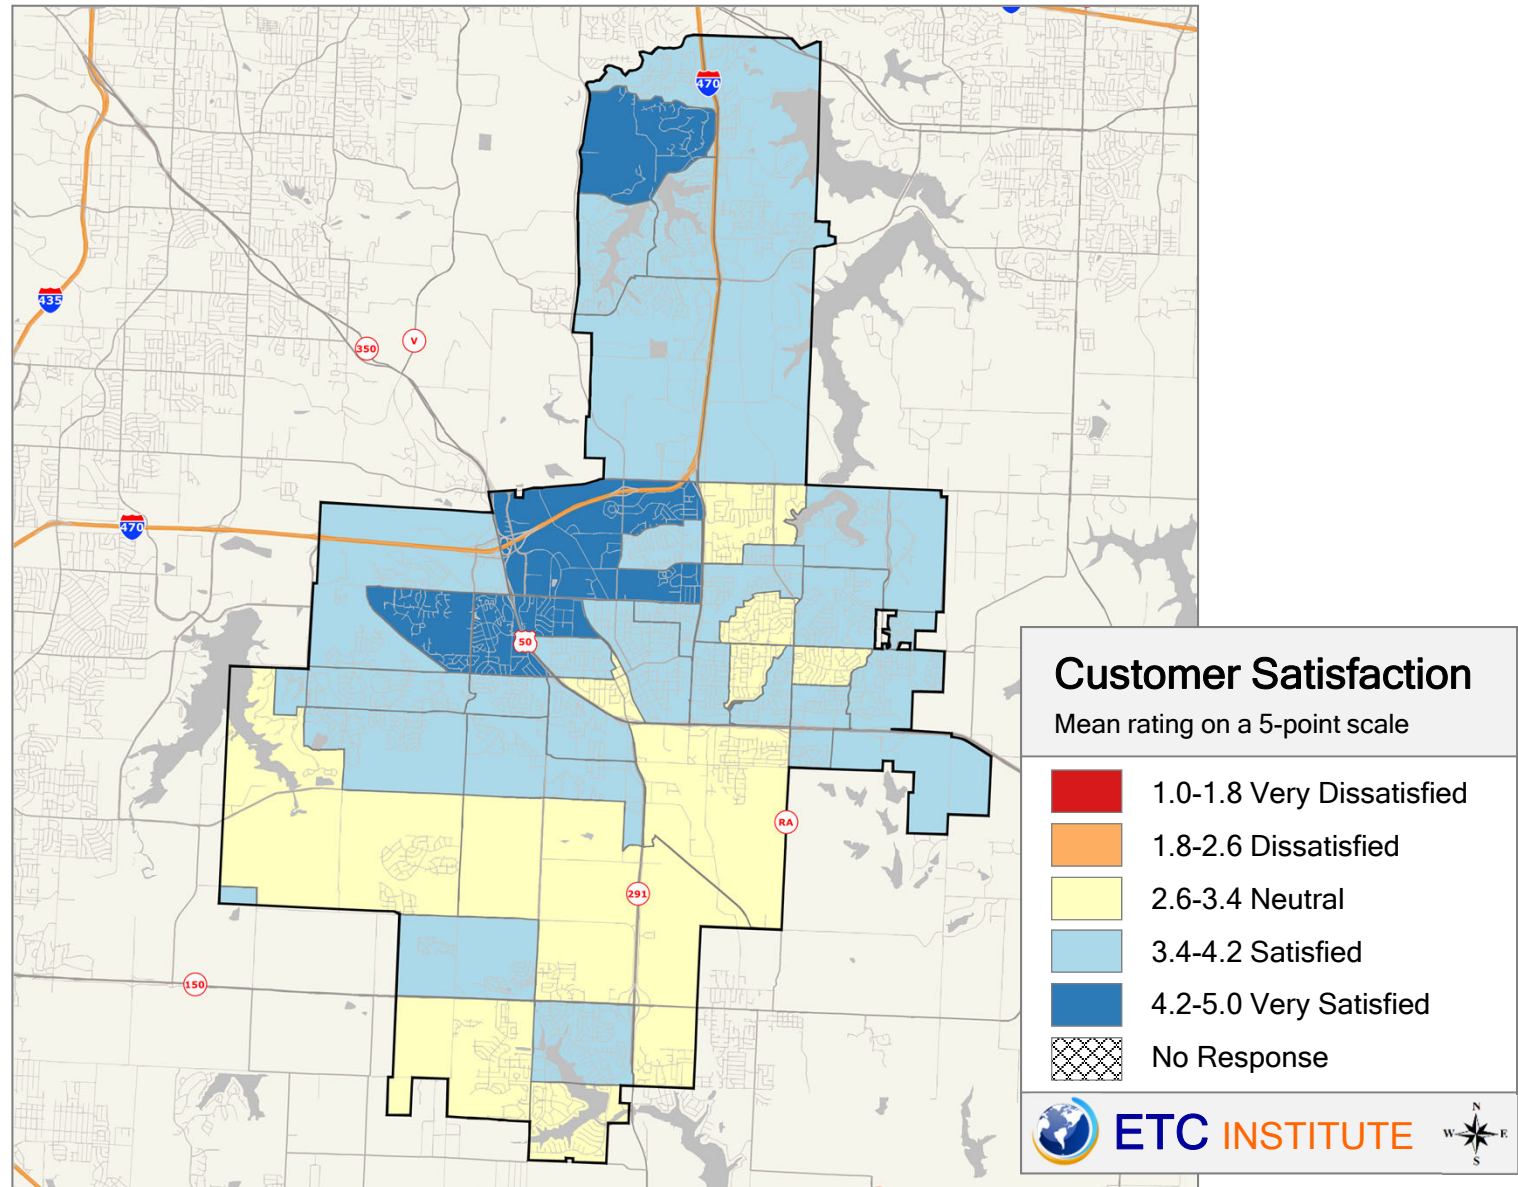 470
435
350
V
470
50
RA
291
150
Customer Satisfaction
Mean rating on a 5-point scale
1.0-1.8 Very Dissatisfied
1.8-2.6 Dissatisfied
2.6-3.4 Neutral
3.4-4.2 Satisfied
4.2-5.0 Very Satisfied
No Response
ETC INSTITUTE
N
W E
S